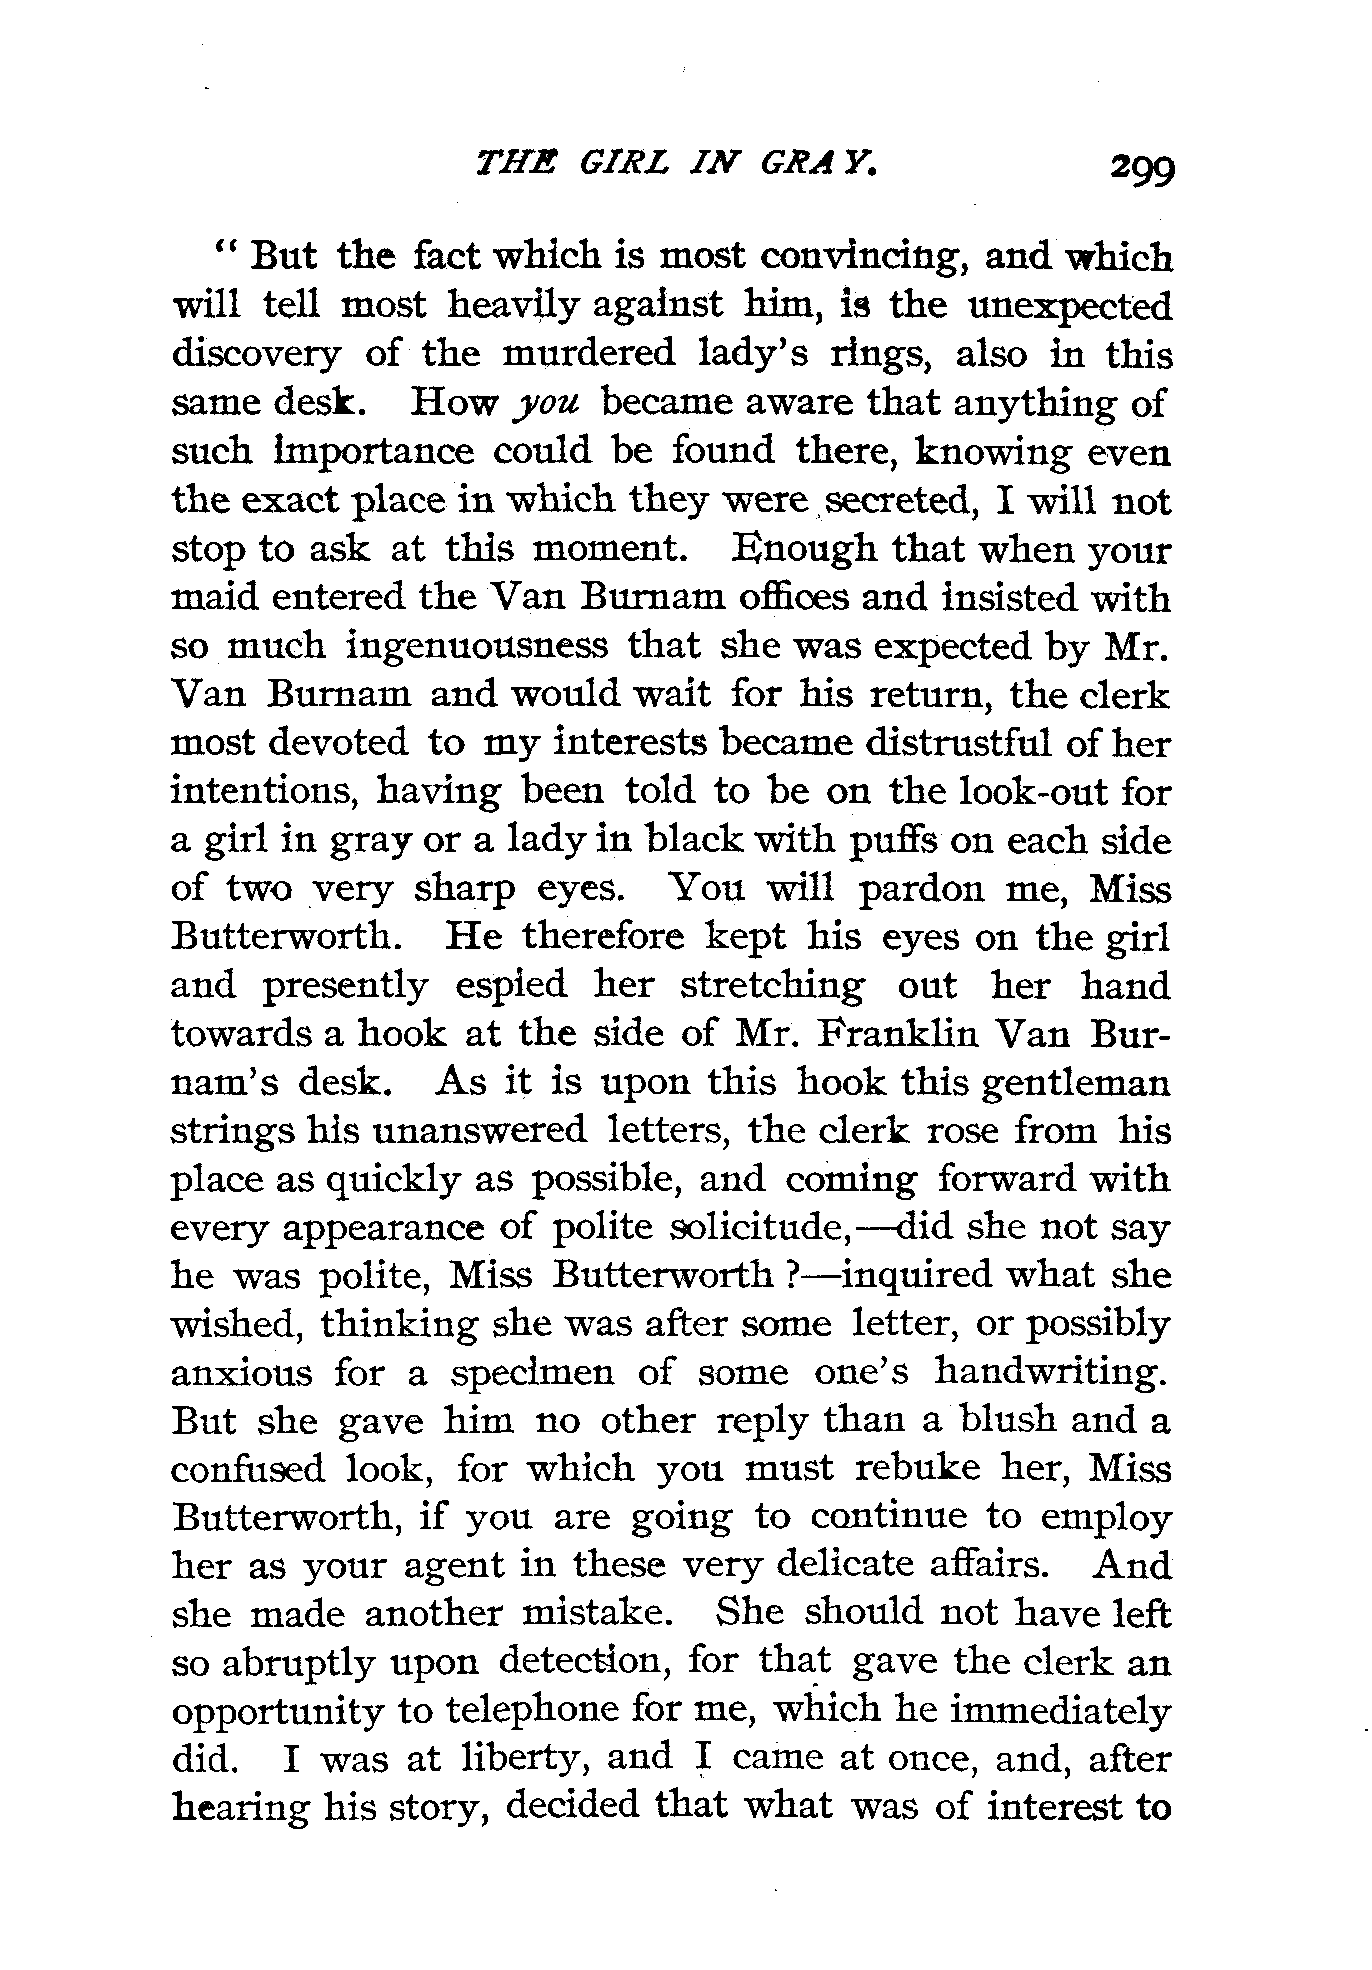 THE GIRL IN GRAY. 299
“ But the fact which is most convincing, and which
will tell most heavily against him, is the unexpected
discovery of the murdered lady’s rings, also in this
same desk. How you became aware that anything of
such importance could be found there, knowing even
the exact place in which they were secreted, I will not
stop to ask at this moment. Enough that when your
maid entered the Van Burnam offices and insisted with
so much ingenuousness that she was expected by Mr.
Van Burnam and would wait for his return, the clerk
most devoted to my interests became distrustful of her
intentions, having been told to be on the look-out for
a girl in gray or a lady in black with puffs on each side
of two very sharp eyes. You will pardon me, Miss
Butterworth. He therefore kept his eyes on the girl
and presently espied her stretching out her hand
towards a hook at the side of Mr. Franklin Van Bur-
nam’s desk. As it is upon this hook this gentleman
strings his unanswered letters, the clerk rose from his
place as quickly as possible, and coming forward with
every appearance of polite solicitude,—did she not say
he was polite, Miss Butterworth ?—inquired what she
wished, thinking she was after some letter, or possibly
anxious for a specimen of some one’s handwriting.
But she gave him no other reply than a blush and a
confused look, for which you must rebuke her, Miss
Butterworth, if you are going to continue to employ
her as your agent in these very delicate affairs. And
she made another mistake. She should not have left
so abruptly upon detection, for that gave the clerk an
opportunity to telephone for me, which he immediately
did. I was at liberty, and I came at once, and, after
hearing his story, decided that what was of interest to